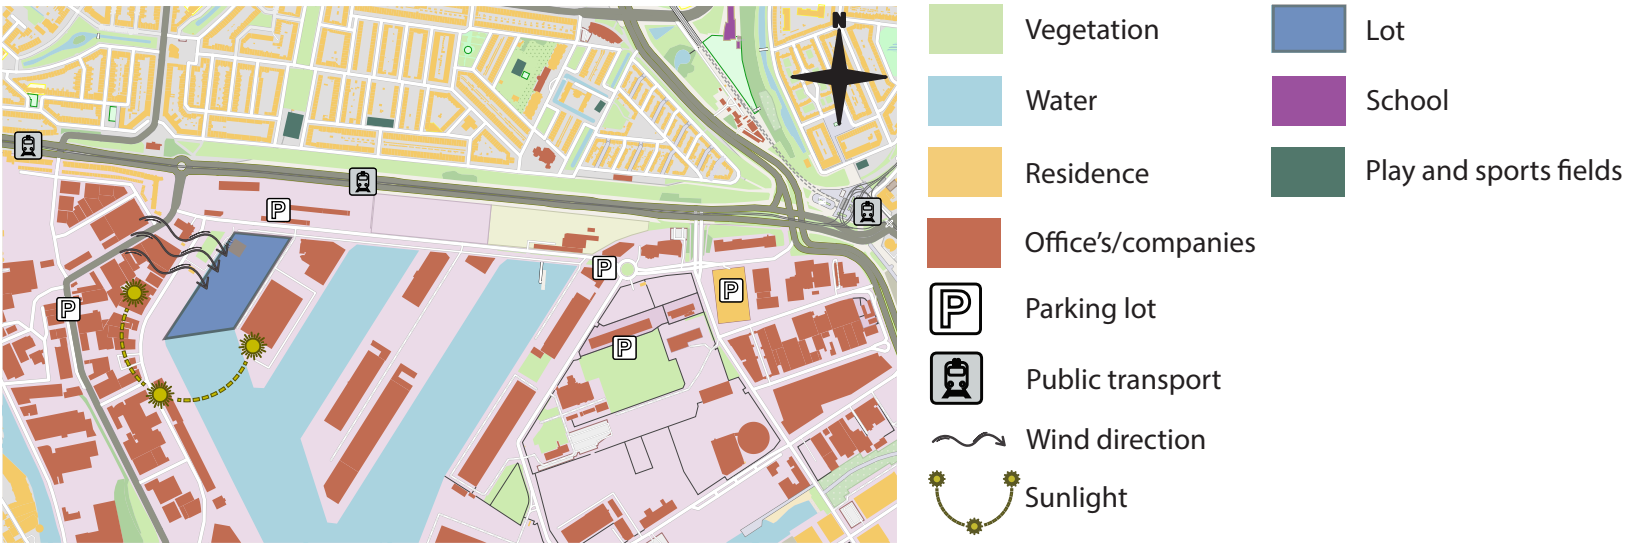 N
P
P
P
P
P
Vegetation
Lot
Water
School
Residence
Play and sports fields
Office's/companies
P
Parking lot
Public transport
Wind direction
Sunlight